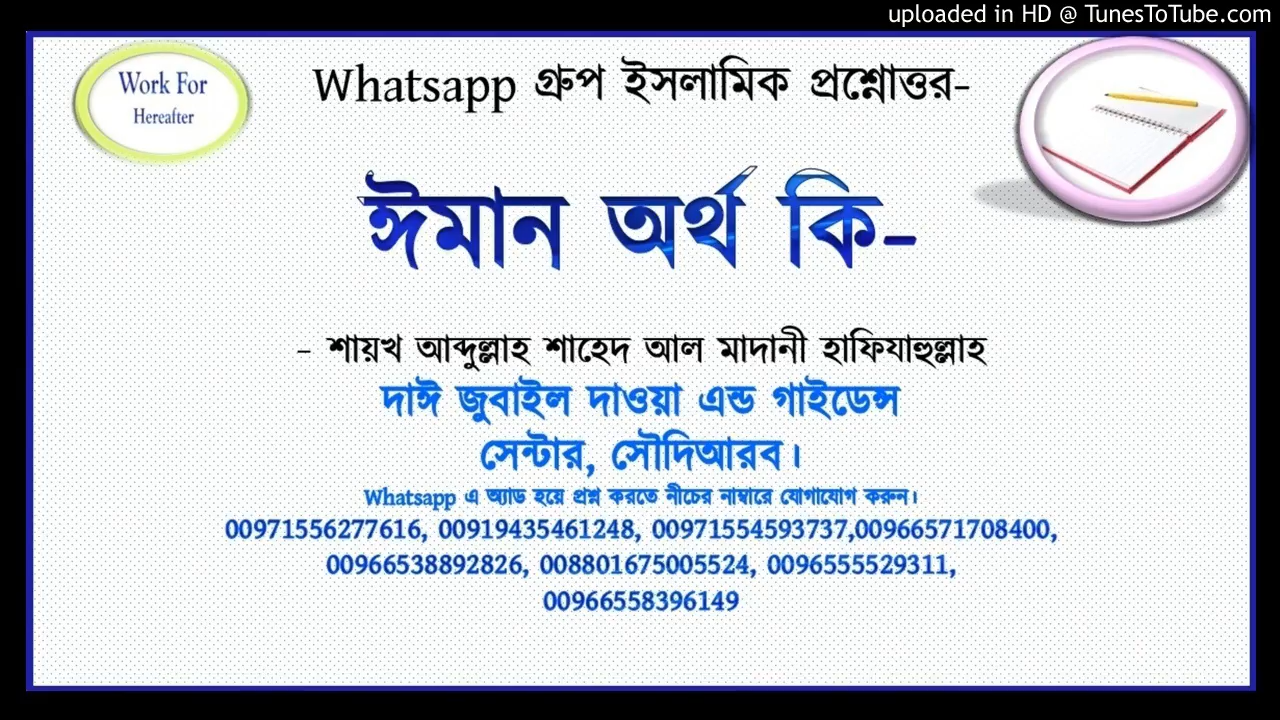 uploaded in HD @ TunesToTube.com
Work For
Hereafter
Whatsapp গ্রুপ ইসলামিক প্রশ্নোত্তর-
ঈমান অর্থ কি-
- শায়খ আব্দুল্লাহ শাহেদ আল মাদানী হাফিযাহুল্লাহ
দাঈ জুবাইল দাওয়া এন্ড গাইডেন্স
সেন্টার, সৌদিআরব।
Whatsapp এ অ্যাড হয়ে প্রশ্ন করতে নীচের নাম্বারে যোগাযোগ করুন।
00971556277616, 00919435461248, 00971554593737,00966571708400,
00966538892826, 008801675005524, 0096555529311,
00966558396149